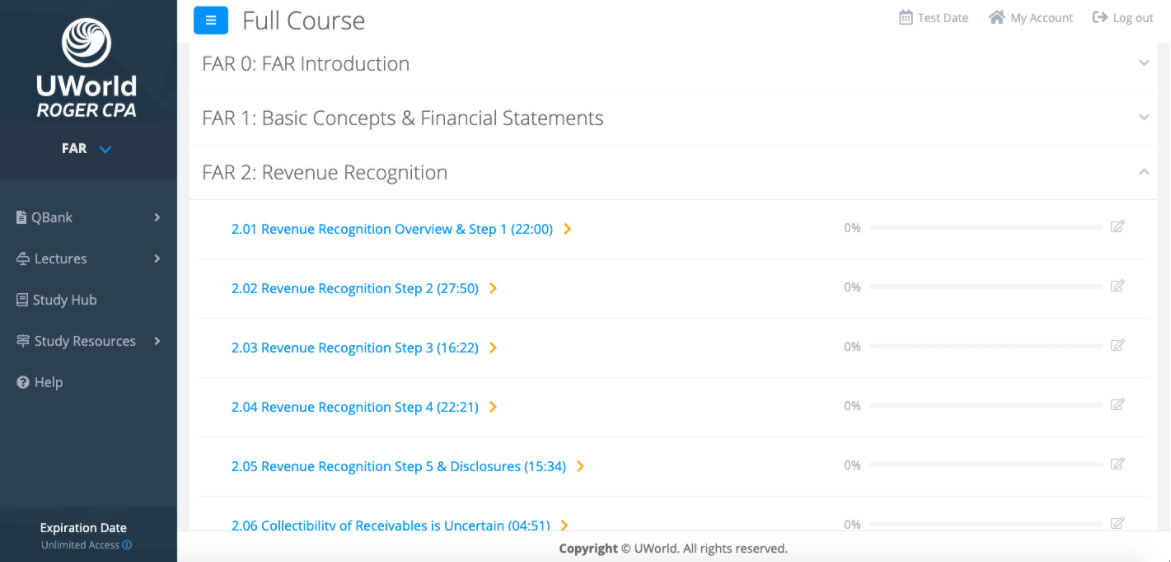 UWorld
ROGER CPA
FAR
QBank
Lectures
Study Hub
Study Resources
Help
Expiration Date
Unlimited Access
Full Course
Test Date
My Account
Log out
FAR 0: FAR Introduction
FAR 1: Basic Concepts & Financial Statements
FAR 2: Revenue Recognition
2.01 Revenue Recognition Overview & Step 1 (22:00)
0%
2.02 Revenue Recognition Step 2 (27:50)
0%
2.03 Revenue Recognition Step 3 (16:22)
0%
2.04 Revenue Recognition Step 4 (22:21)
0%
2.05 Revenue Recognition Step 5 & Disclosures (15:34)
0%
2.06 Collectibility of Receivables is Uncertain (04:51)
0%
Copyright © UWorld. All rights reserved.